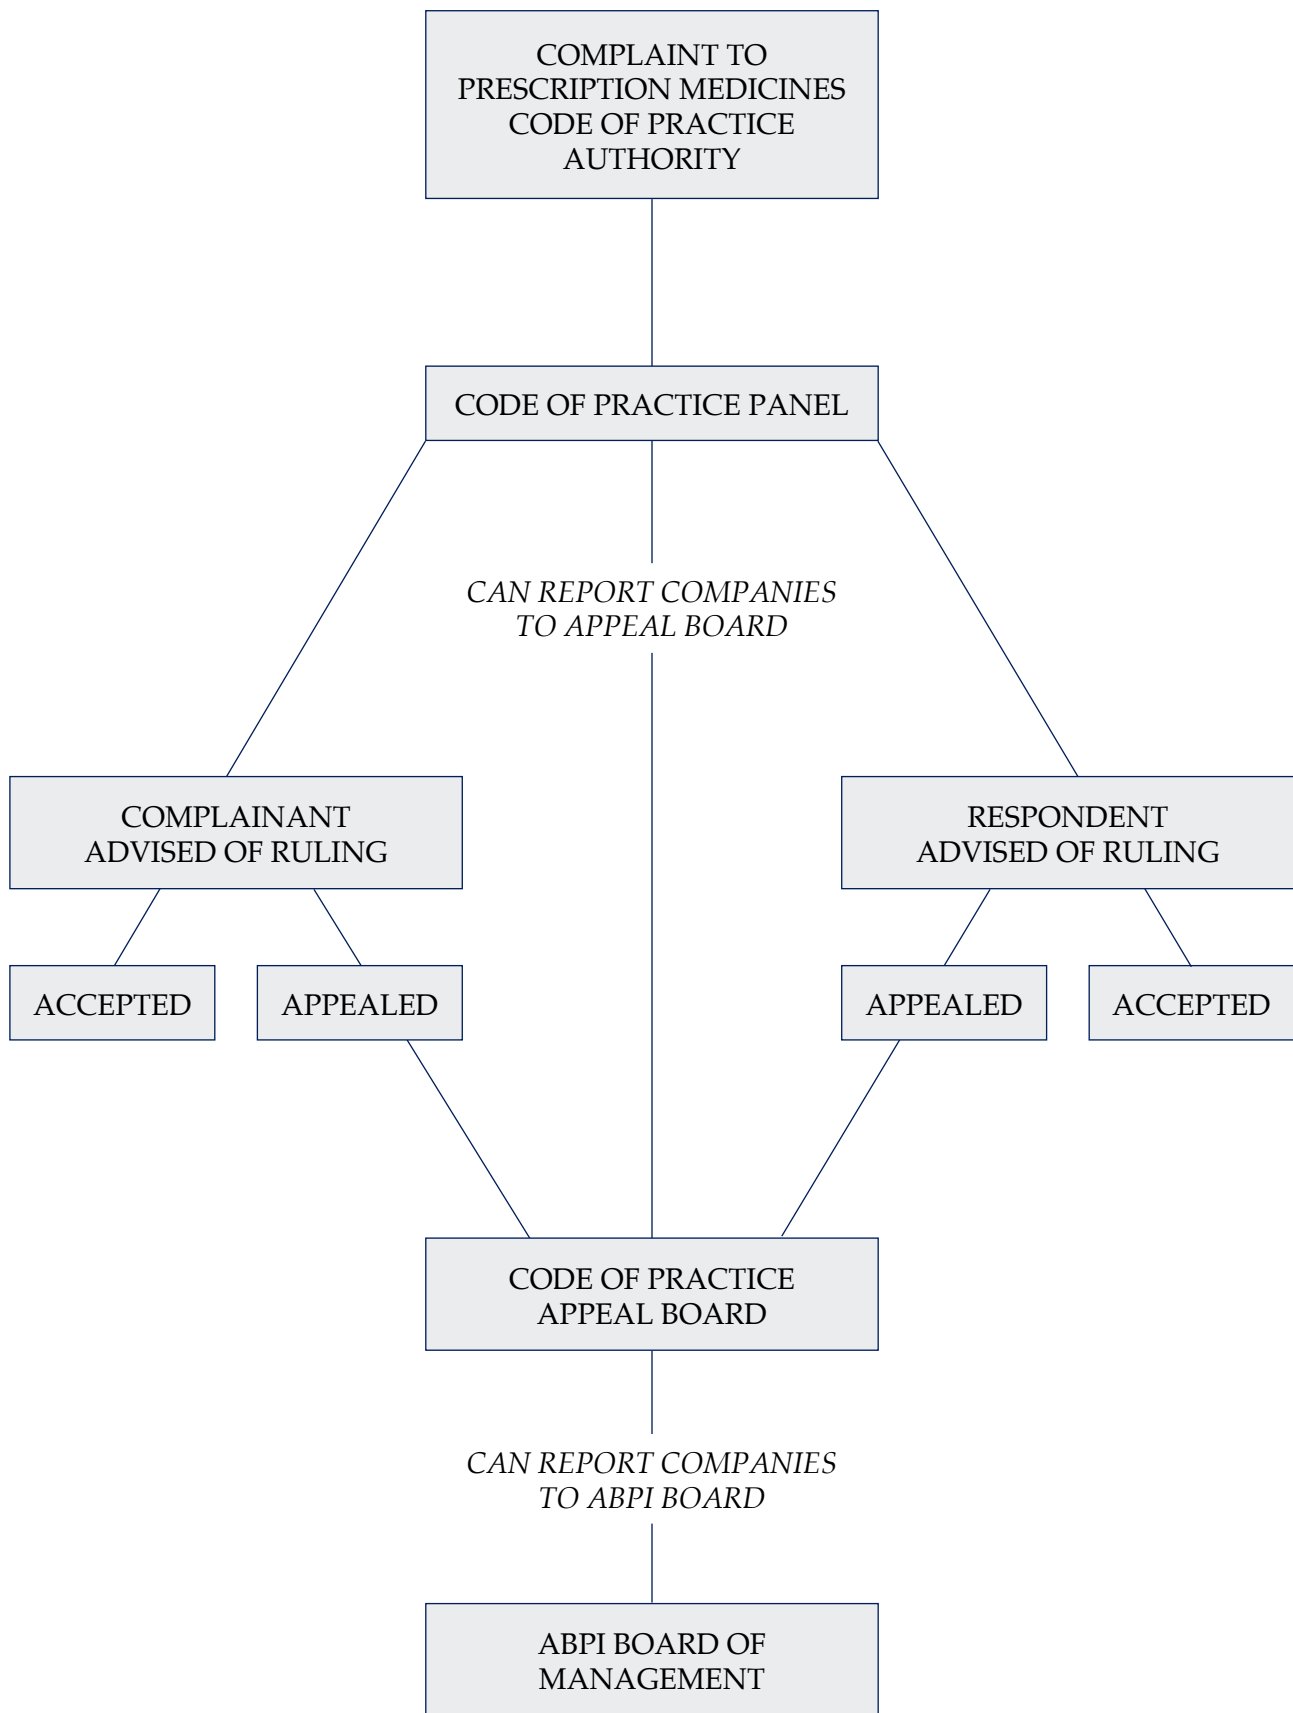 COMPLAINT TO
PRESCRIPTION MEDICINES
CODE OF PRACTICE
AUTHORITY
CODE OF PRACTICE PANEL
CAN REPORT COMPANIES
TO APPEAL BOARD
COMPLAINANT
ADVISED OF RULING
RESPONDENT
ADVISED OF RULING
ACCEPTED
APPEALED
APPEALED
ACCEPTED
CODE OF PRACTICE
APPEAL BOARD
CAN REPORT COMPANIES
TO ABPI BOARD
ABPI BOARD OF
MANAGEMENT